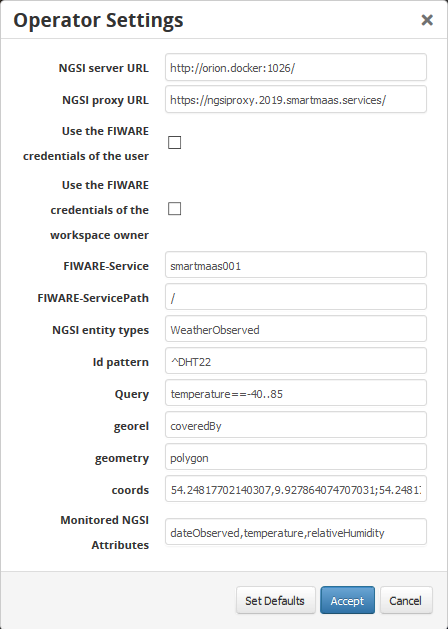 Operator Settings
NGSI server URL http://orion.docker:1026/
NGSI proxy URL https://ngsiproxy.2019.smartmaas.services/
Use the FIWARE
credentials of the user
Use the FIWARE
credentials of the
workspace owner
FIWARE-Service smartmaas001
FIWARE-ServicePath /
NGSI entity types WeatherObserved
Id pattern ^DHT22
Query temperature==-40..85
georel coveredBy
geometry polygon
coords 54.24817702140307,9.927864074707031;54.2481
Monitored NGSI
Attributes dateObserved,temperature,relativeHumidity
Set Defaults Accept Cancel